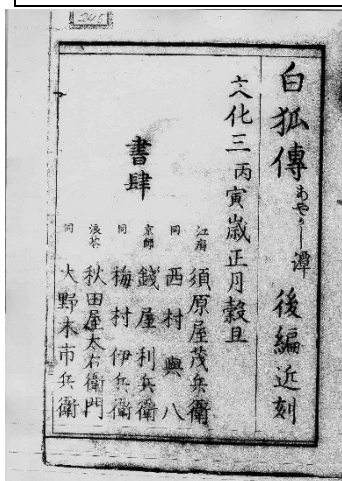 白狐傳 あやかし潭 後編近刻
文化三丙寅歳正月穀旦
書肆
江府 須原屋茂兵衛
同 西村與八
京師 錢屋利兵衛
同 梅村伊兵衛
浪花 秋田屋太右衛門
同 大野木市兵衛